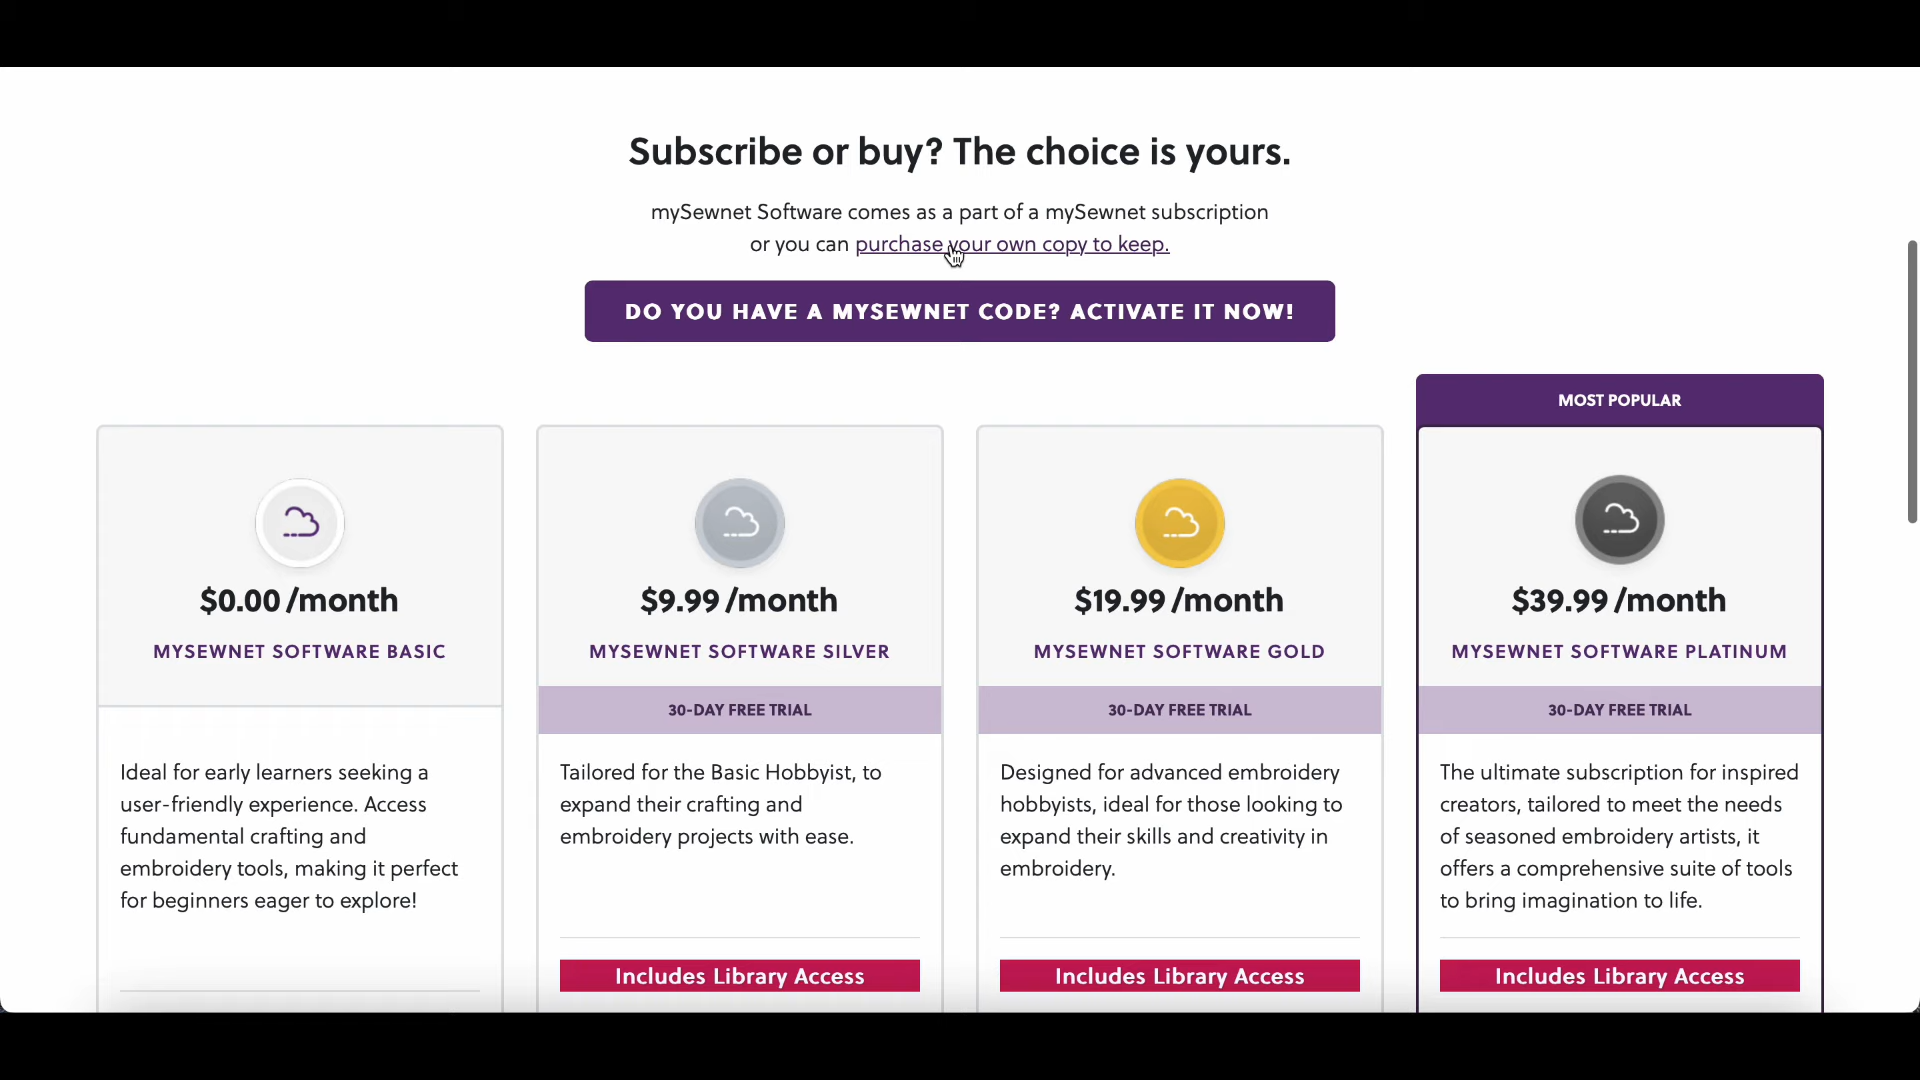 Subscribe or buy? The choice is yours.
mySewnet Software comes as a part of a mySewnet subscription
or you can purchase your own copy to keep.
DO YOU HAVE A MYSEWNET CODE? ACTIVATE IT NOW!
$0.00 /month
MYSEWNET SOFTWARE BASIC
Ideal for early learners seeking a
user-friendly experience. Access
fundamental crafting and
embroidery tools, making it perfect
for beginners eager to explore!
$9.99 /month
MYSEWNET SOFTWARE SILVER
30-DAY FREE TRIAL
Tailored for the Basic Hobbyist, to
expand their crafting and
embroidery projects with ease.
Includes Library Access
$19.99 /month
MYSEWNET SOFTWARE GOLD
30-DAY FREE TRIAL
Designed for advanced embroidery
hobbyists, ideal for those looking to
expand their skills and creativity in
embroidery.
Includes Library Access
MOST POPULAR
$39.99 /month
MYSEWNET SOFTWARE PLATINUM
30-DAY FREE TRIAL
The ultimate subscription for inspired
creators, tailored to meet the needs
of seasoned embroidery artists, it
offers a comprehensive suite of tools
to bring imagination to life.
Includes Library Access